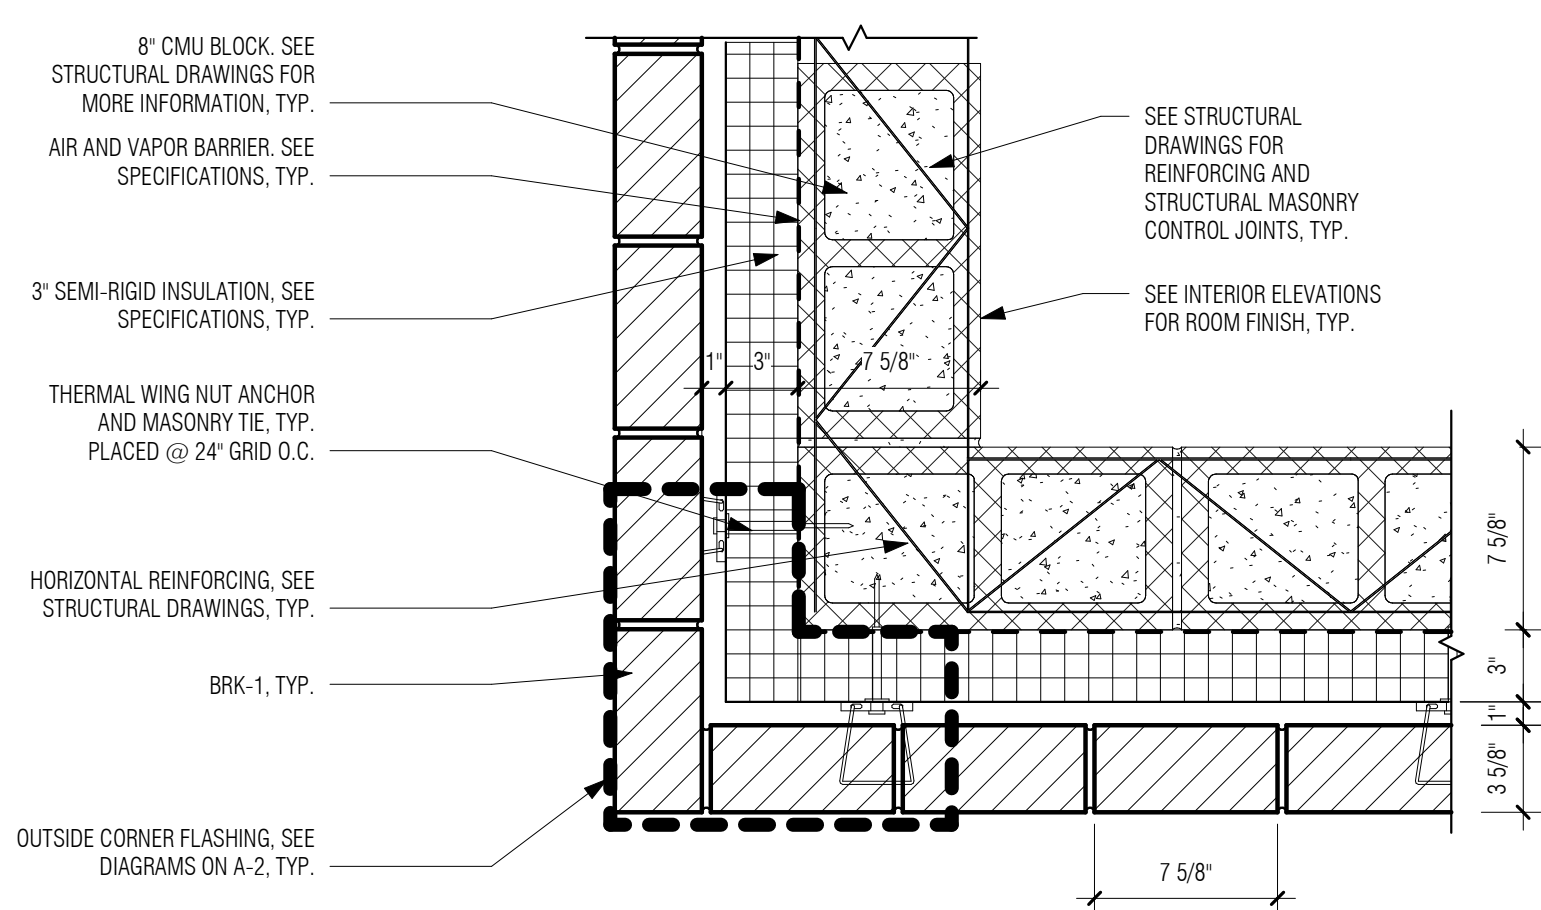 8" CMU BLOCK. SEE
STRUCTURAL DRAWINGS FOR
MORE INFORMATION, TYP.
AIR AND VAPOR BARRIER. SEE
SPECIFICATIONS, TYP.
3" SEMI-RIGID INSULATION, SEE
SPECIFICATIONS, TYP.
THERMAL WING NUT ANCHOR
AND MASONRY TIE, TYP.
PLACED @ 24" GRID O.C.
HORIZONTAL REINFORCING, SEE
STRUCTURAL DRAWINGS, TYP.
BRK-1, TYP.
OUTSIDE CORNER FLASHING, SEE
DIAGRAMS ON A-2, TYP.
1" 3" 7 5/8"
SEE STRUCTURAL
DRAWINGS FOR
REINFORCING AND
STRUCTURAL MASONRY
CONTROL JOINTS, TYP.
SEE INTERIOR ELEVATIONS
FOR ROOM FINISH, TYP.
7 5/8"
3"
1"
3 5/8"
7 5/8"